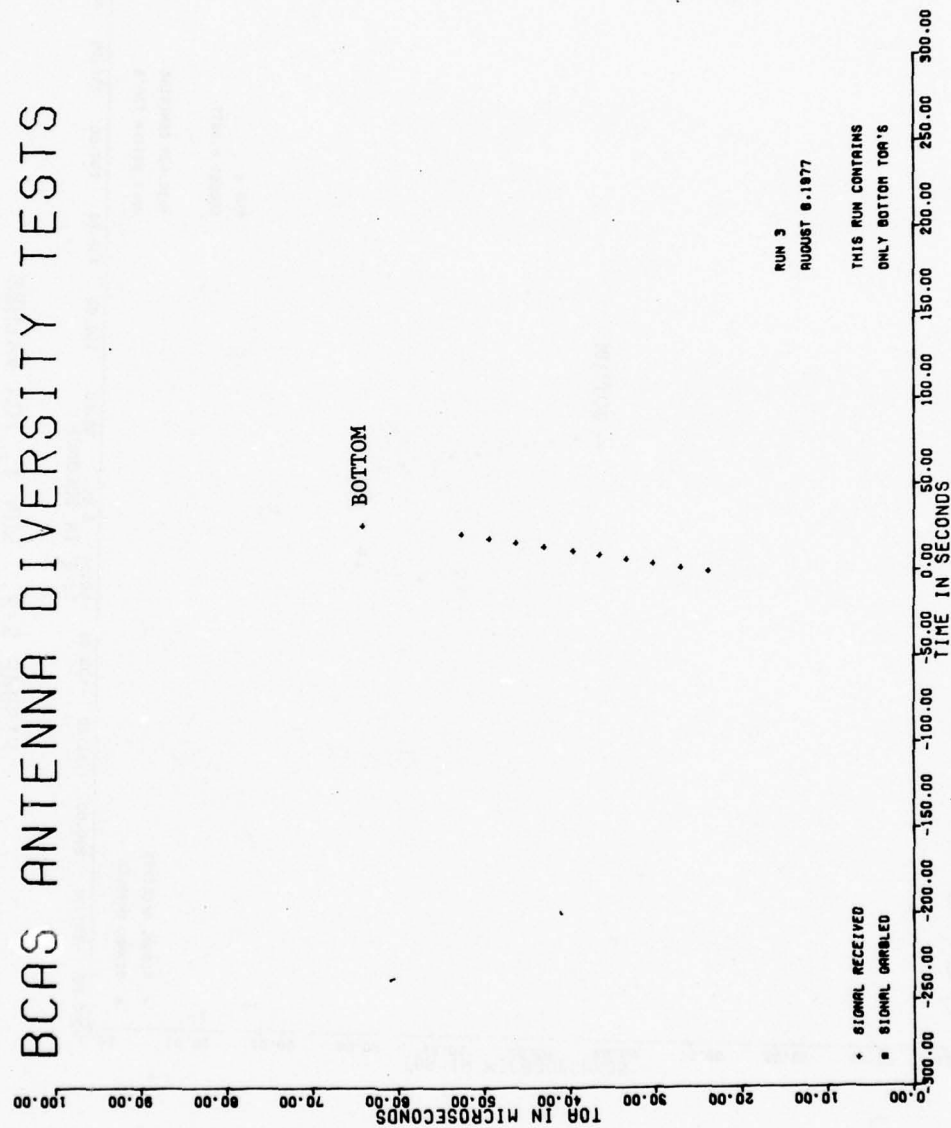 BCAS ANTENNA DIVERSITY TESTS
100.00
90.00
80.00
70.00
60.00
50.00
40.00
30.00
20.00
10.00
0.00
TOA IN MICROSECONDS
BOTTOM
RUN 3
AUGUST 8.1977
THIS RUN CONTAINS
ONLY BOTTOM TOA'S
+ SIGNAL RECEIVED
■ SIGNAL GARBLED
-300.00 -250.00 -200.00 -150.00 -100.00 -50.00 0.00 50.00 100.00 150.00 200.00 250.00 300.00
TIME IN SECONDS